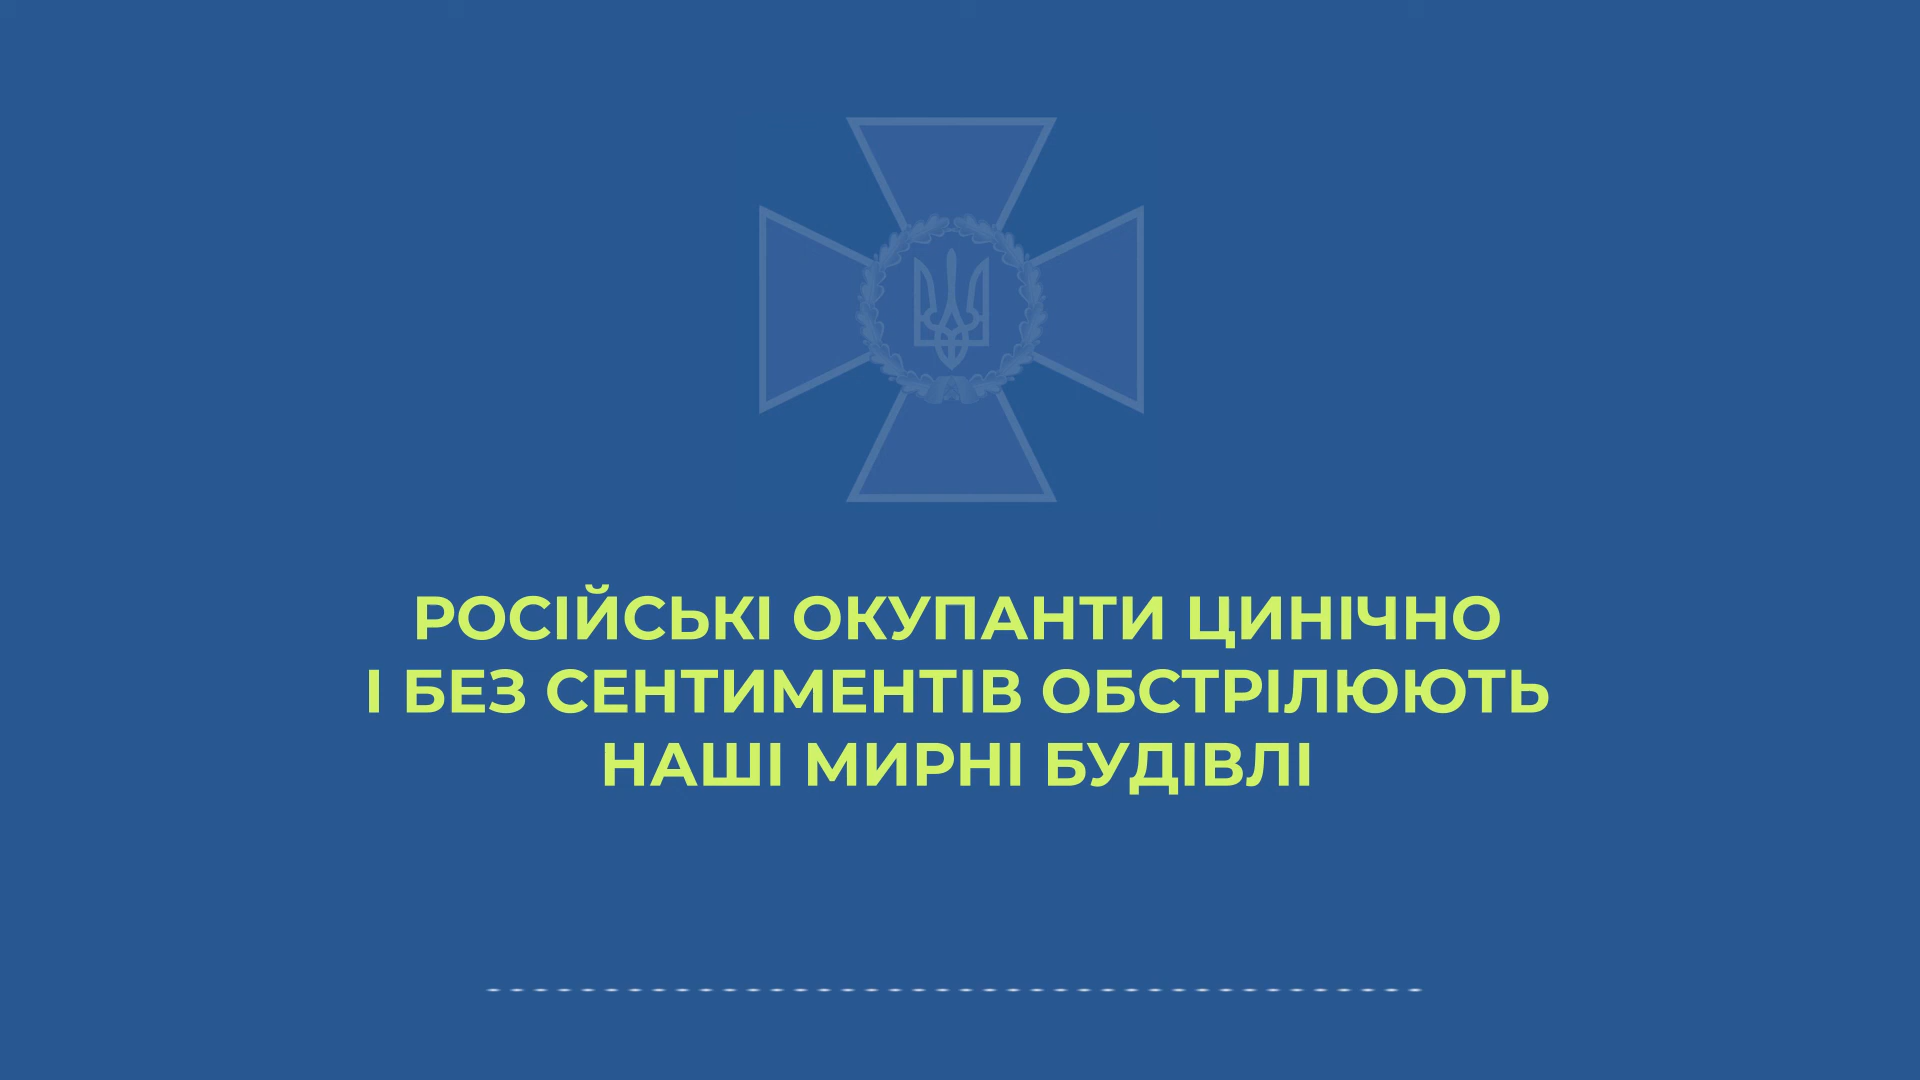 РОСІЙСЬКІ ОКУПАНТИ ЦИНІЧНО
І БЕЗ СЕНТИМЕНТІВ ОБСТРІЛЮЮТЬ
НАШІ МИРНІ БУДІВЛІ